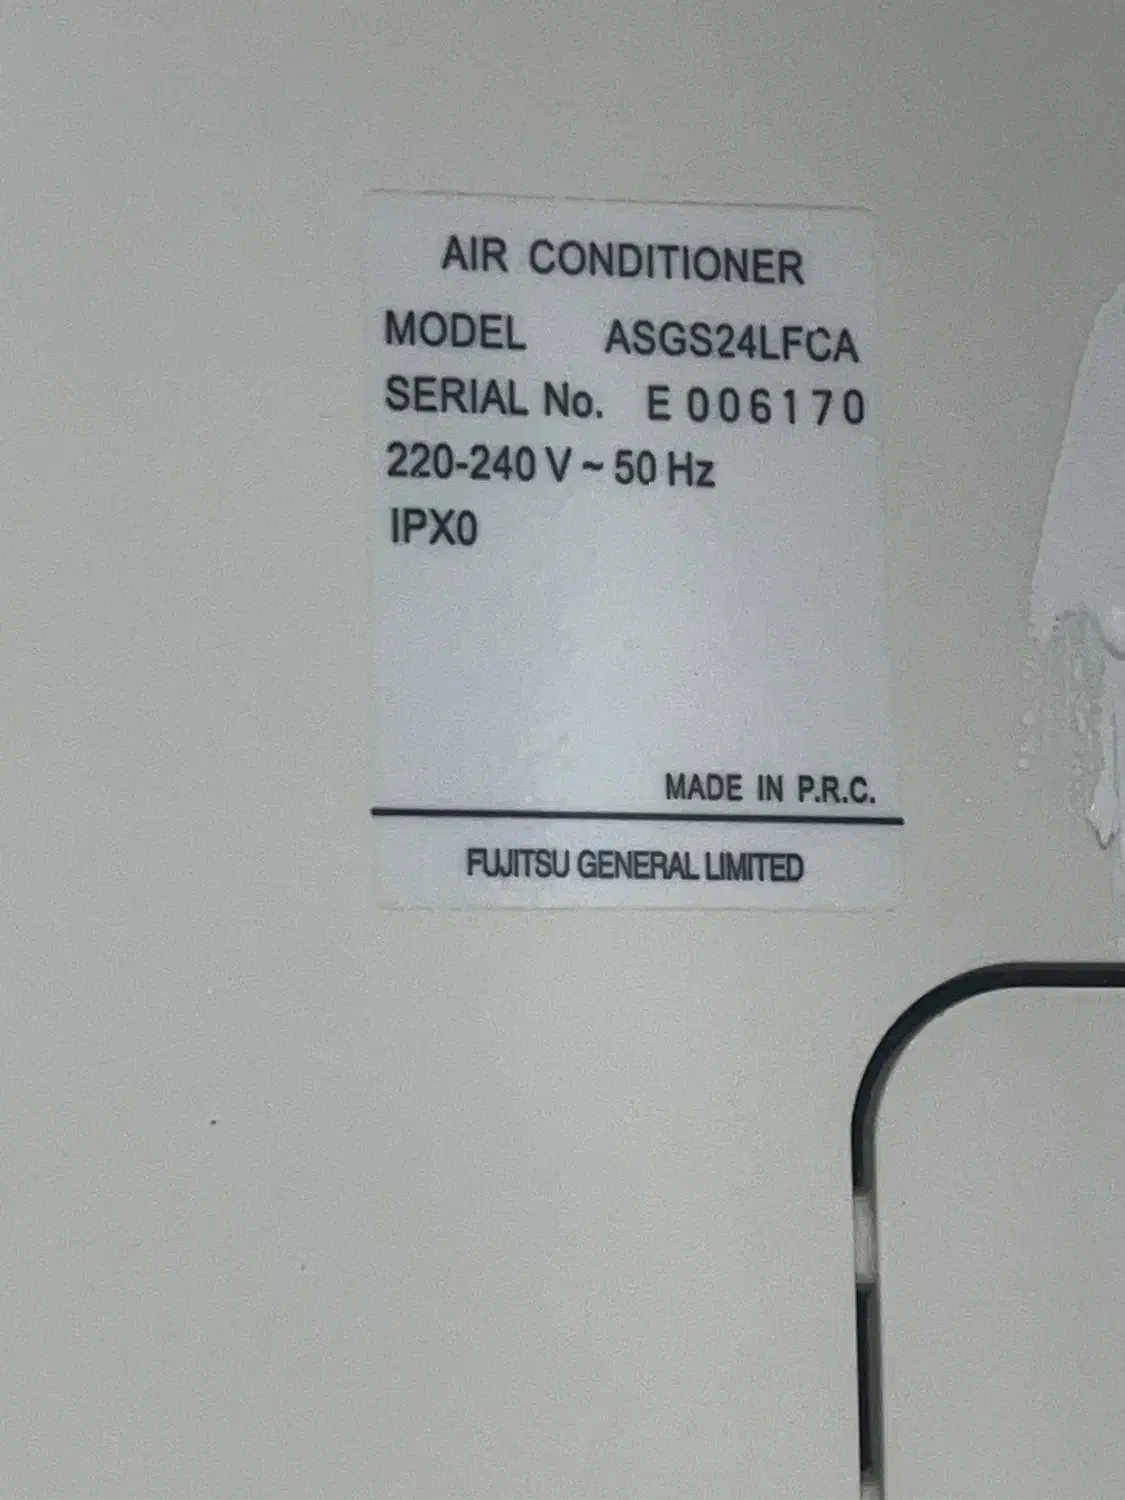 AIR CONDITIONER
MODEL ASGS24LFCA
SERIAL No. E 006170
220-240 V ~ 50 Hz
IPX0
MADE IN P.R.C.
FUJITSU GENERAL LIMITED